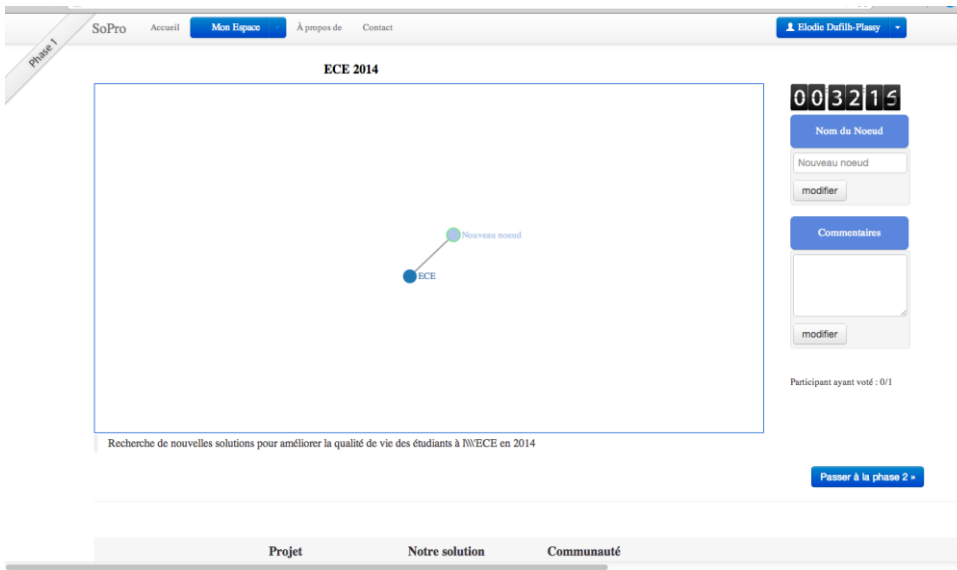 Phase 1
SoPro Accueil Mon Espace À propos de Contact Elodie Dufilh-Plassy
ECE 2014
Nouveau noeud
ECE
Recherche de nouvelles solutions pour améliorer la qualité de vie des étudiants à l\\\\'ECE en 2014
003215
Nom du Noeud
Nouveau noeud
modifier
Commentaires
modifier
Participant ayant voté : 0/1
Passer à la phase 2 »
Projet Notre solution Communauté